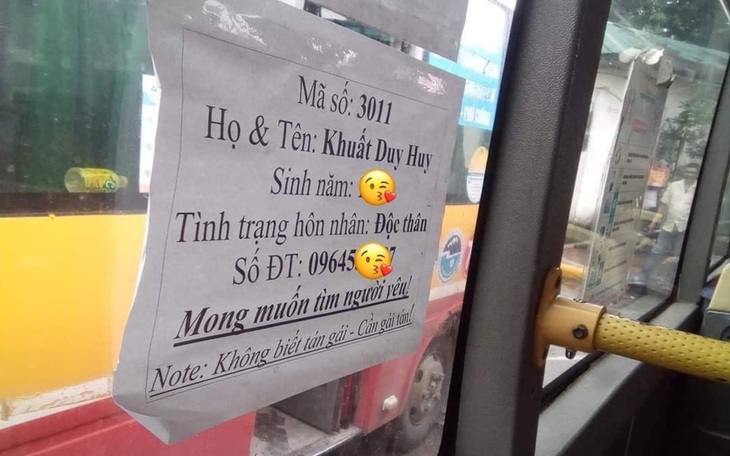 Mã số: 3011
Họ & Tên: Khuất Duy Huy
Sinh năm:
Tình trạng hôn nhân: Độc thân
Số ĐT: 09645
Mong muốn tìm người yêu!
Note: Không biết tán gái - Cần gái tán!